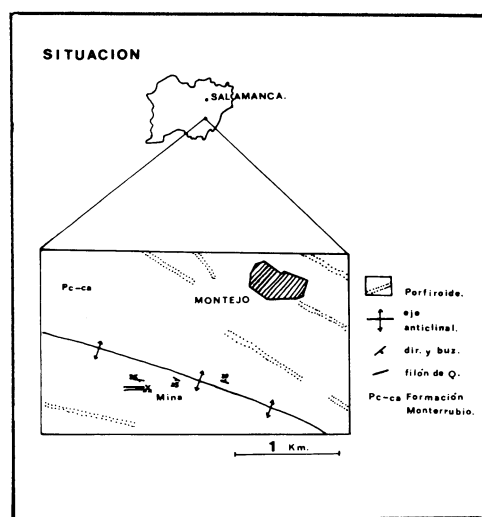 SITUACION
SALAMANCA.
Pc-ca
MONTEJO
Mina
1 Km.
Porfiroide.
eje
anticlinal.
dir. y buz.
filón de Q.
Pc-ca Formación
Monterrubio.